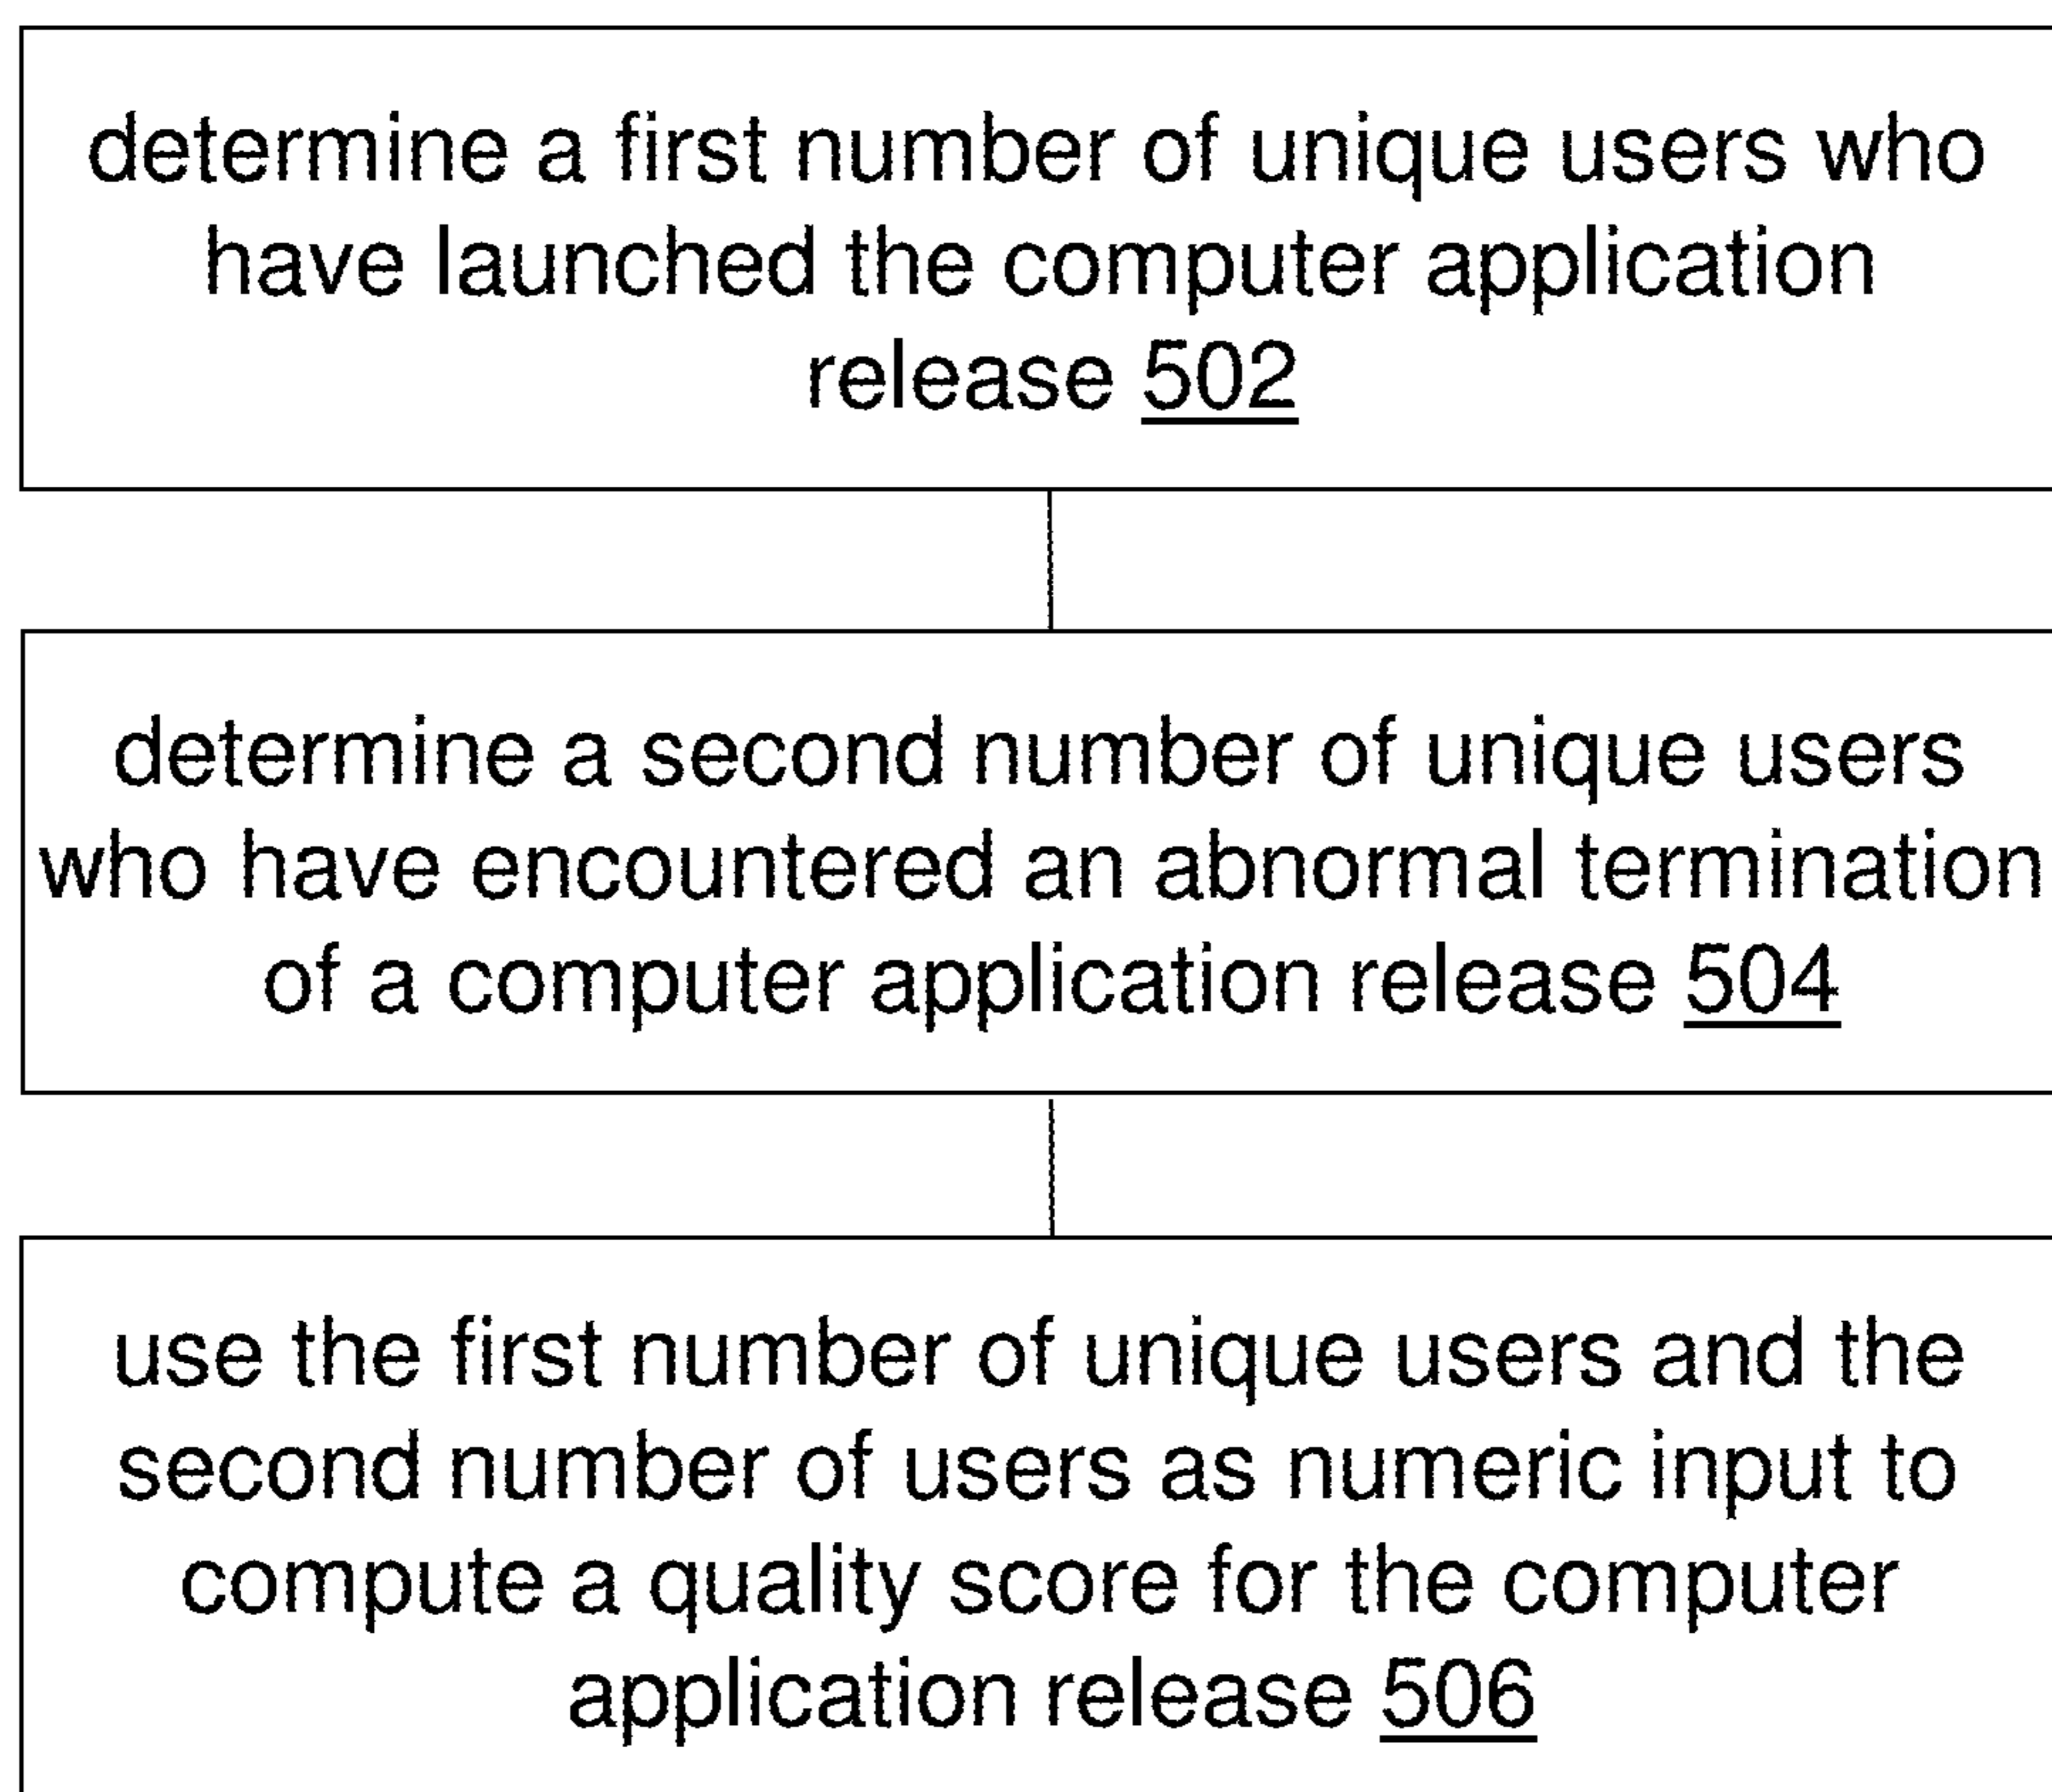 determine a first number of unique users who
have launched the computer application
release 502
determine a second number of unique users
who have encountered an abnormal termination
of a computer application release 504
use the first number of unique users and the
second number of users as numeric input to
compute a quality score for the computer
application release 506